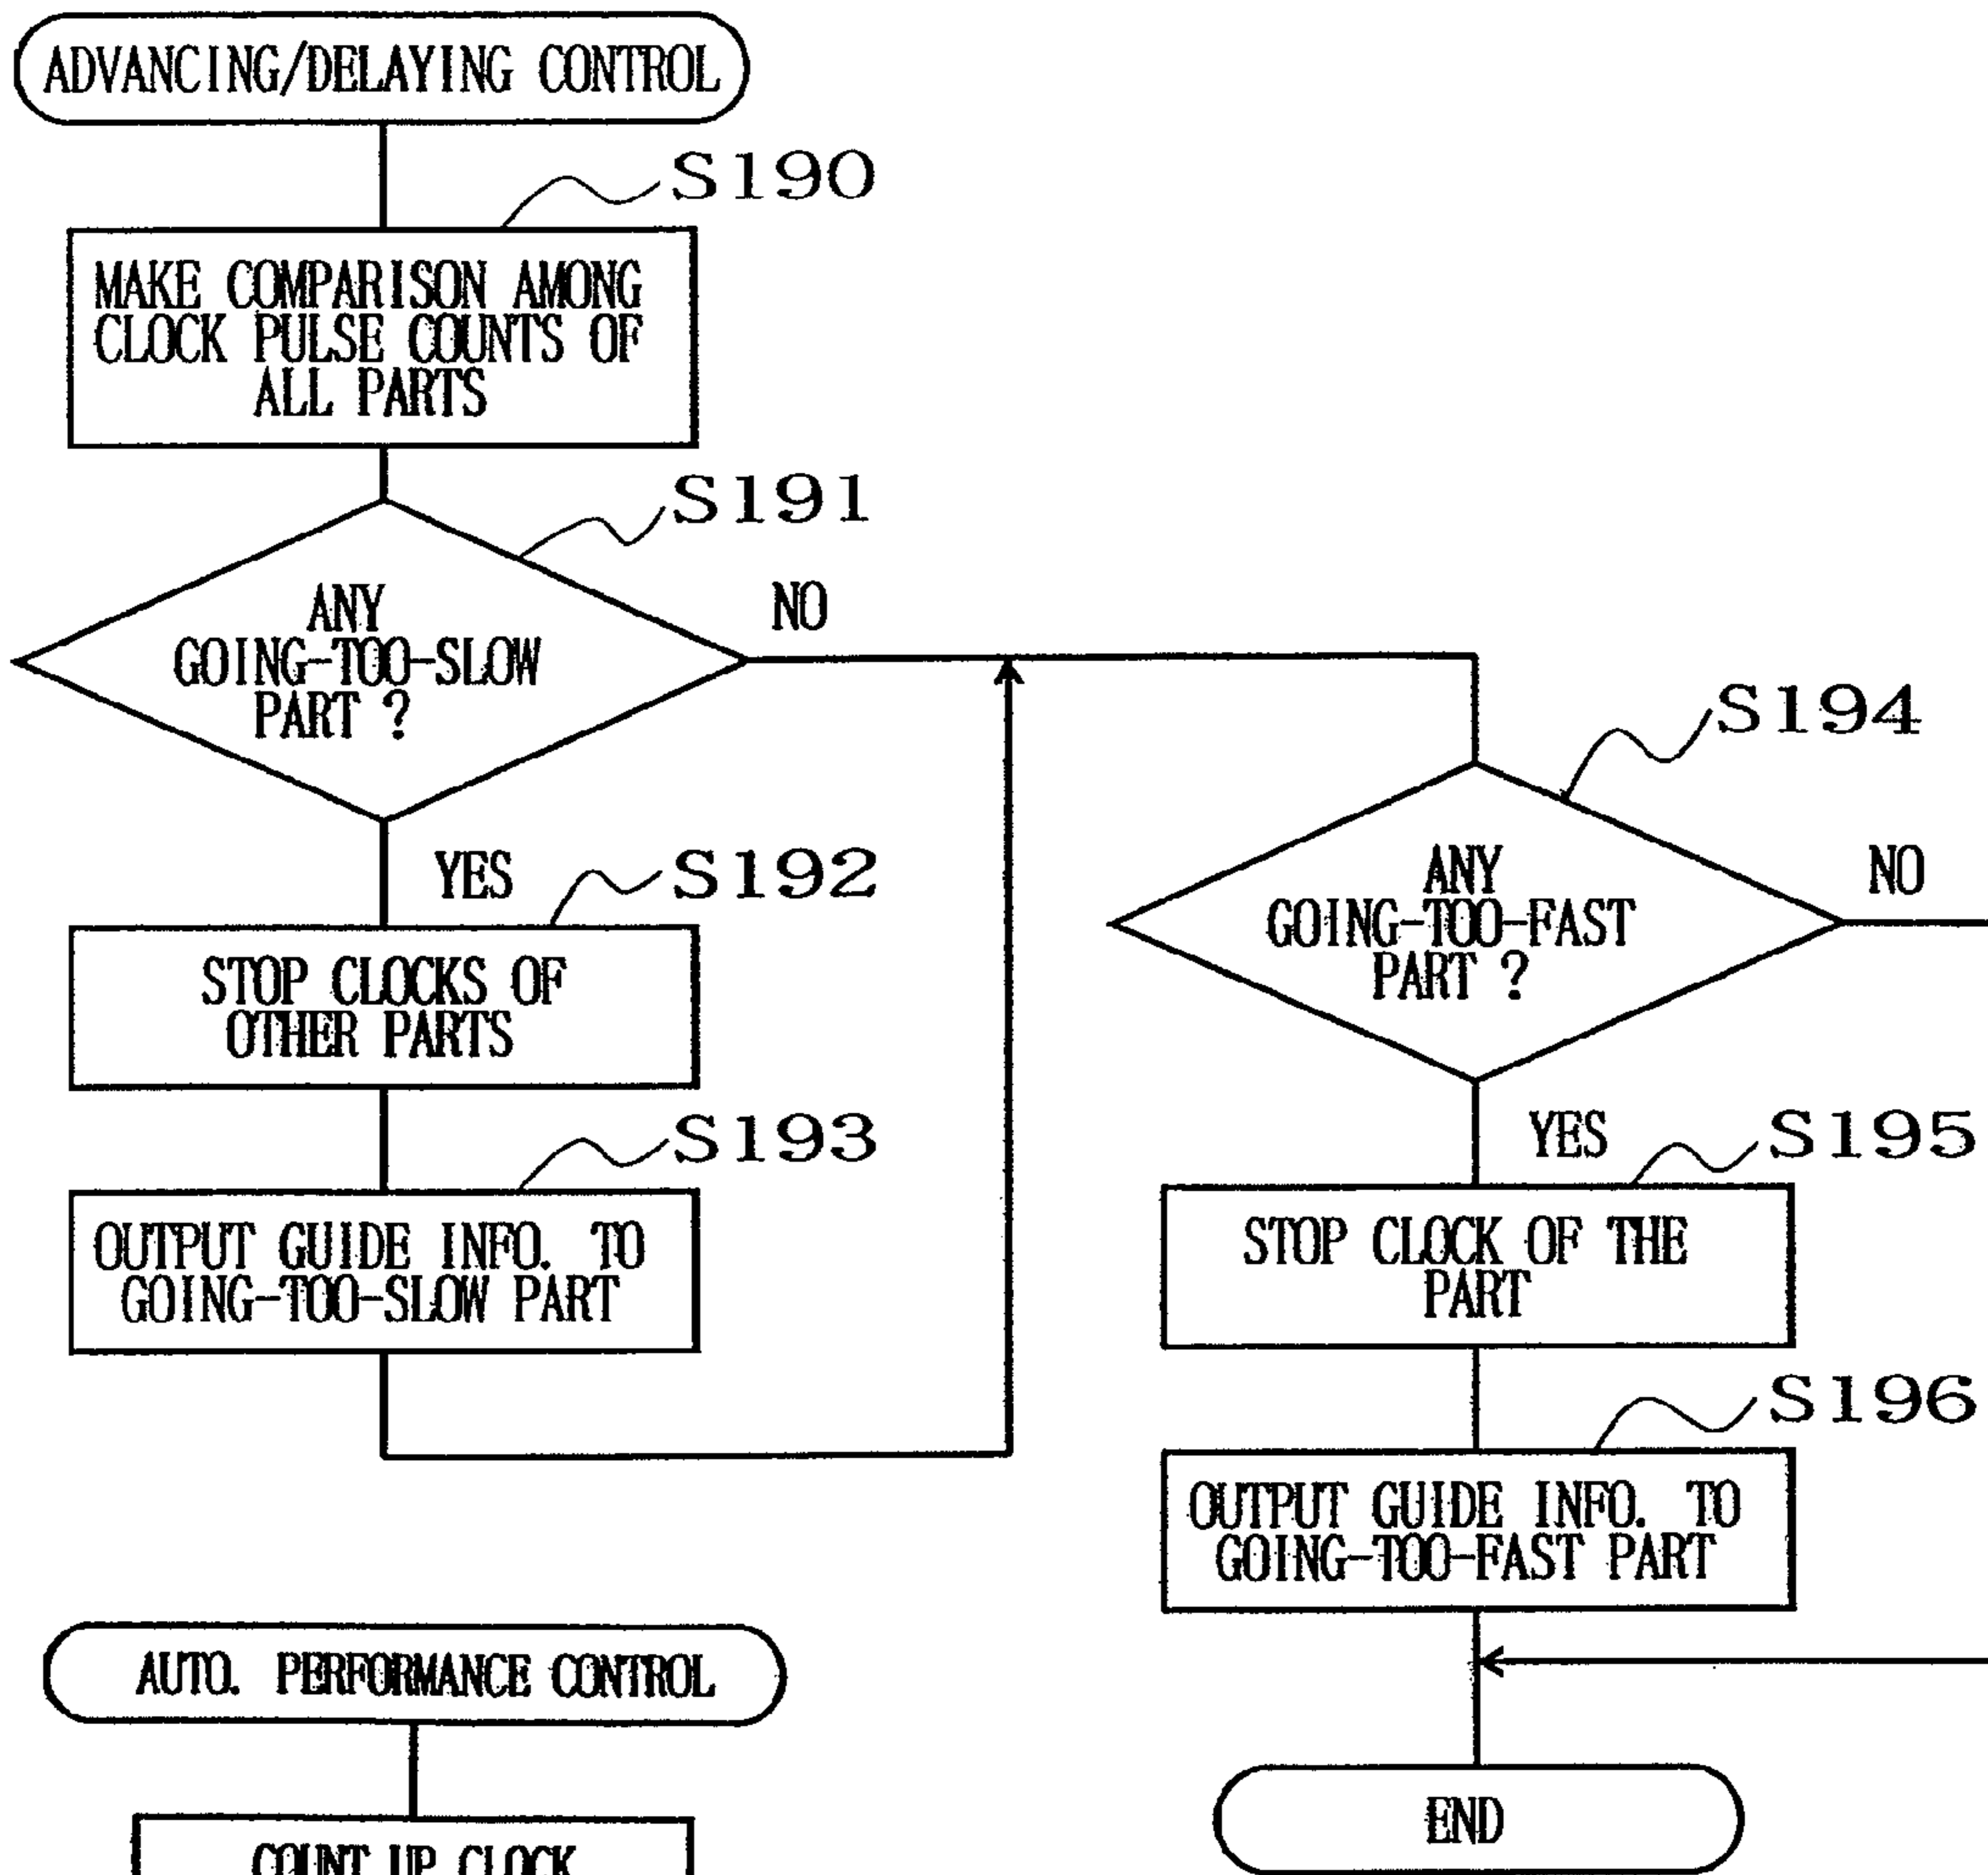 ADVANCING/DELAYING CONTROL
S190
MAKE COMPARISON AMONG
CLOCK PULSE COUNTS OF
ALL PARTS
S191
ANY
GOING-TOO-SLOW
PART ?
NO
YES
S192
STOP CLOCKS OF
OTHER PARTS
S193
OUTPUT GUIDE INFO. TO
GOING-TOO-SLOW PART
S194
ANY
GOING-TOO-FAST
PART ?
NO
YES
S195
STOP CLOCK OF THE
PART
S196
OUTPUT GUIDE INFO. TO
GOING-TOO-FAST PART
END
AUTO. PERFORMANCE CONTROL
COUNT UP CLOCK